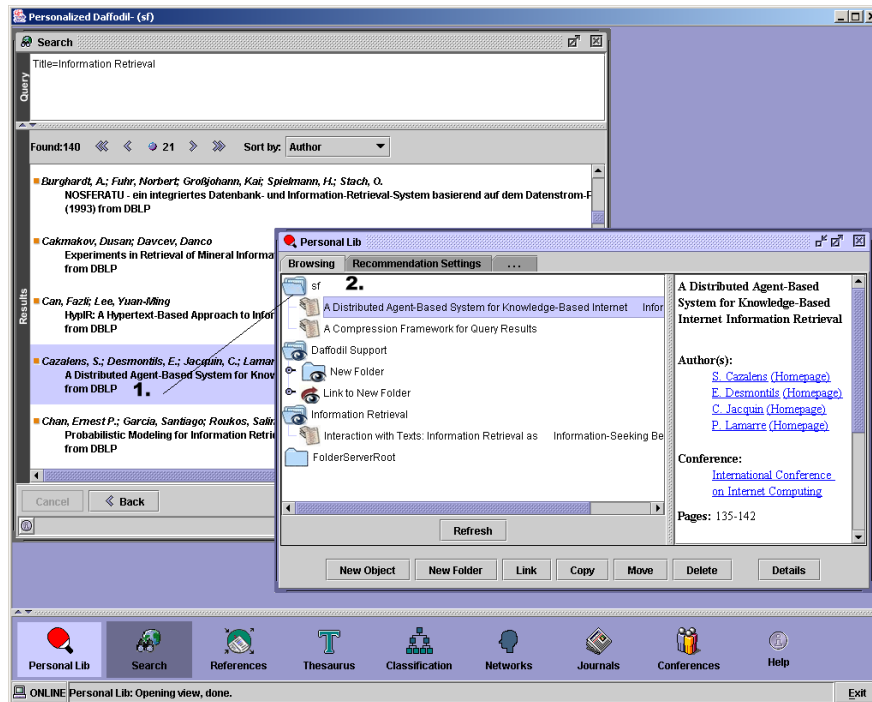 Personalized Daffodil- (sf)
Search
Query
Title=Information Retrieval
Found:140 21 Sort by: Author
Results
Burghardt, A.; Fuhr, Norbert; Großjohann, Kai; Spielmann, H.; Stach, O.
NOSFERATU - ein integriertes Datenbank- und Information-Retrieval-System basierend auf dem Datenstrom-P
(1993) from DBLP
Cakmakov, Dusan; Davcev, Danco
Experiments in Retrieval of Mineral Informa
from DBLP
Can, Fazli; Lee, Yuan-Ming
HypIR: A Hypertext-Based Approach to Infor
from DBLP
Cazalens, S.; Desmontils, E.; Jacquin, C.; Lamar
A Distributed Agent-Based System for Know
from DBLP 1.
Chan, Ernest P.; Garcia, Santiago; Roukos, Salim
Probabilistic Modeling for Information Retri
from DBLP
Cancel Back
Personal Lib
Browsing Recommendation Settings ...
sf 2.
A Distributed Agent-Based System for Knowledge-Based Internet Infor
A Compression Framework for Query Results
Daffodil Support
New Folder
Link to New Folder
Information Retrieval
Interaction with Texts: Information Retrieval as Information-Seeking Be
FolderServerRoot
Refresh
A Distributed Agent-Based
System for Knowledge-Based
Internet Information Retrieval
Author(s):
S. Cazalens (Homepage)
E. Desmontils (Homepage)
C. Jacquin (Homepage)
P. Lamarre (Homepage)
Conference:
International Conference
on Internet Computing
Pages: 135-142
New Object New Folder Link Copy Move Delete Details
Personal Lib Search References Thesaurus Classification Networks Journals Conferences Help
ONLINE Personal Lib: Opening view, done. Exit